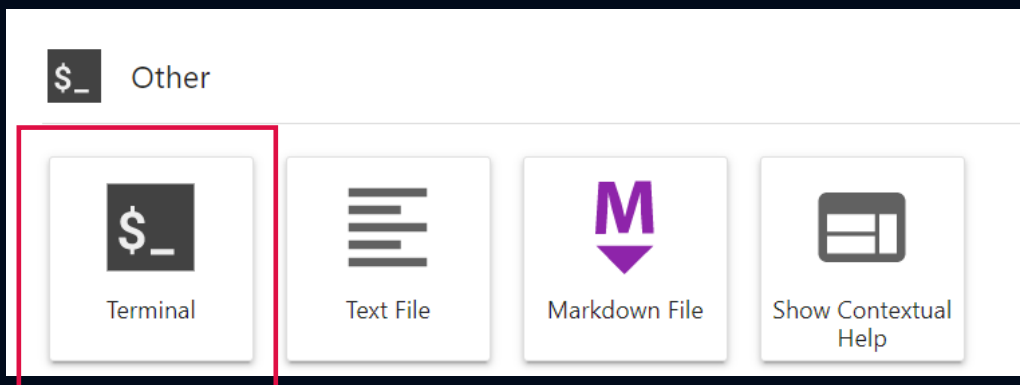 $_ Other
$_
M
Terminal
Text File
Markdown File
Show Contextual
Help